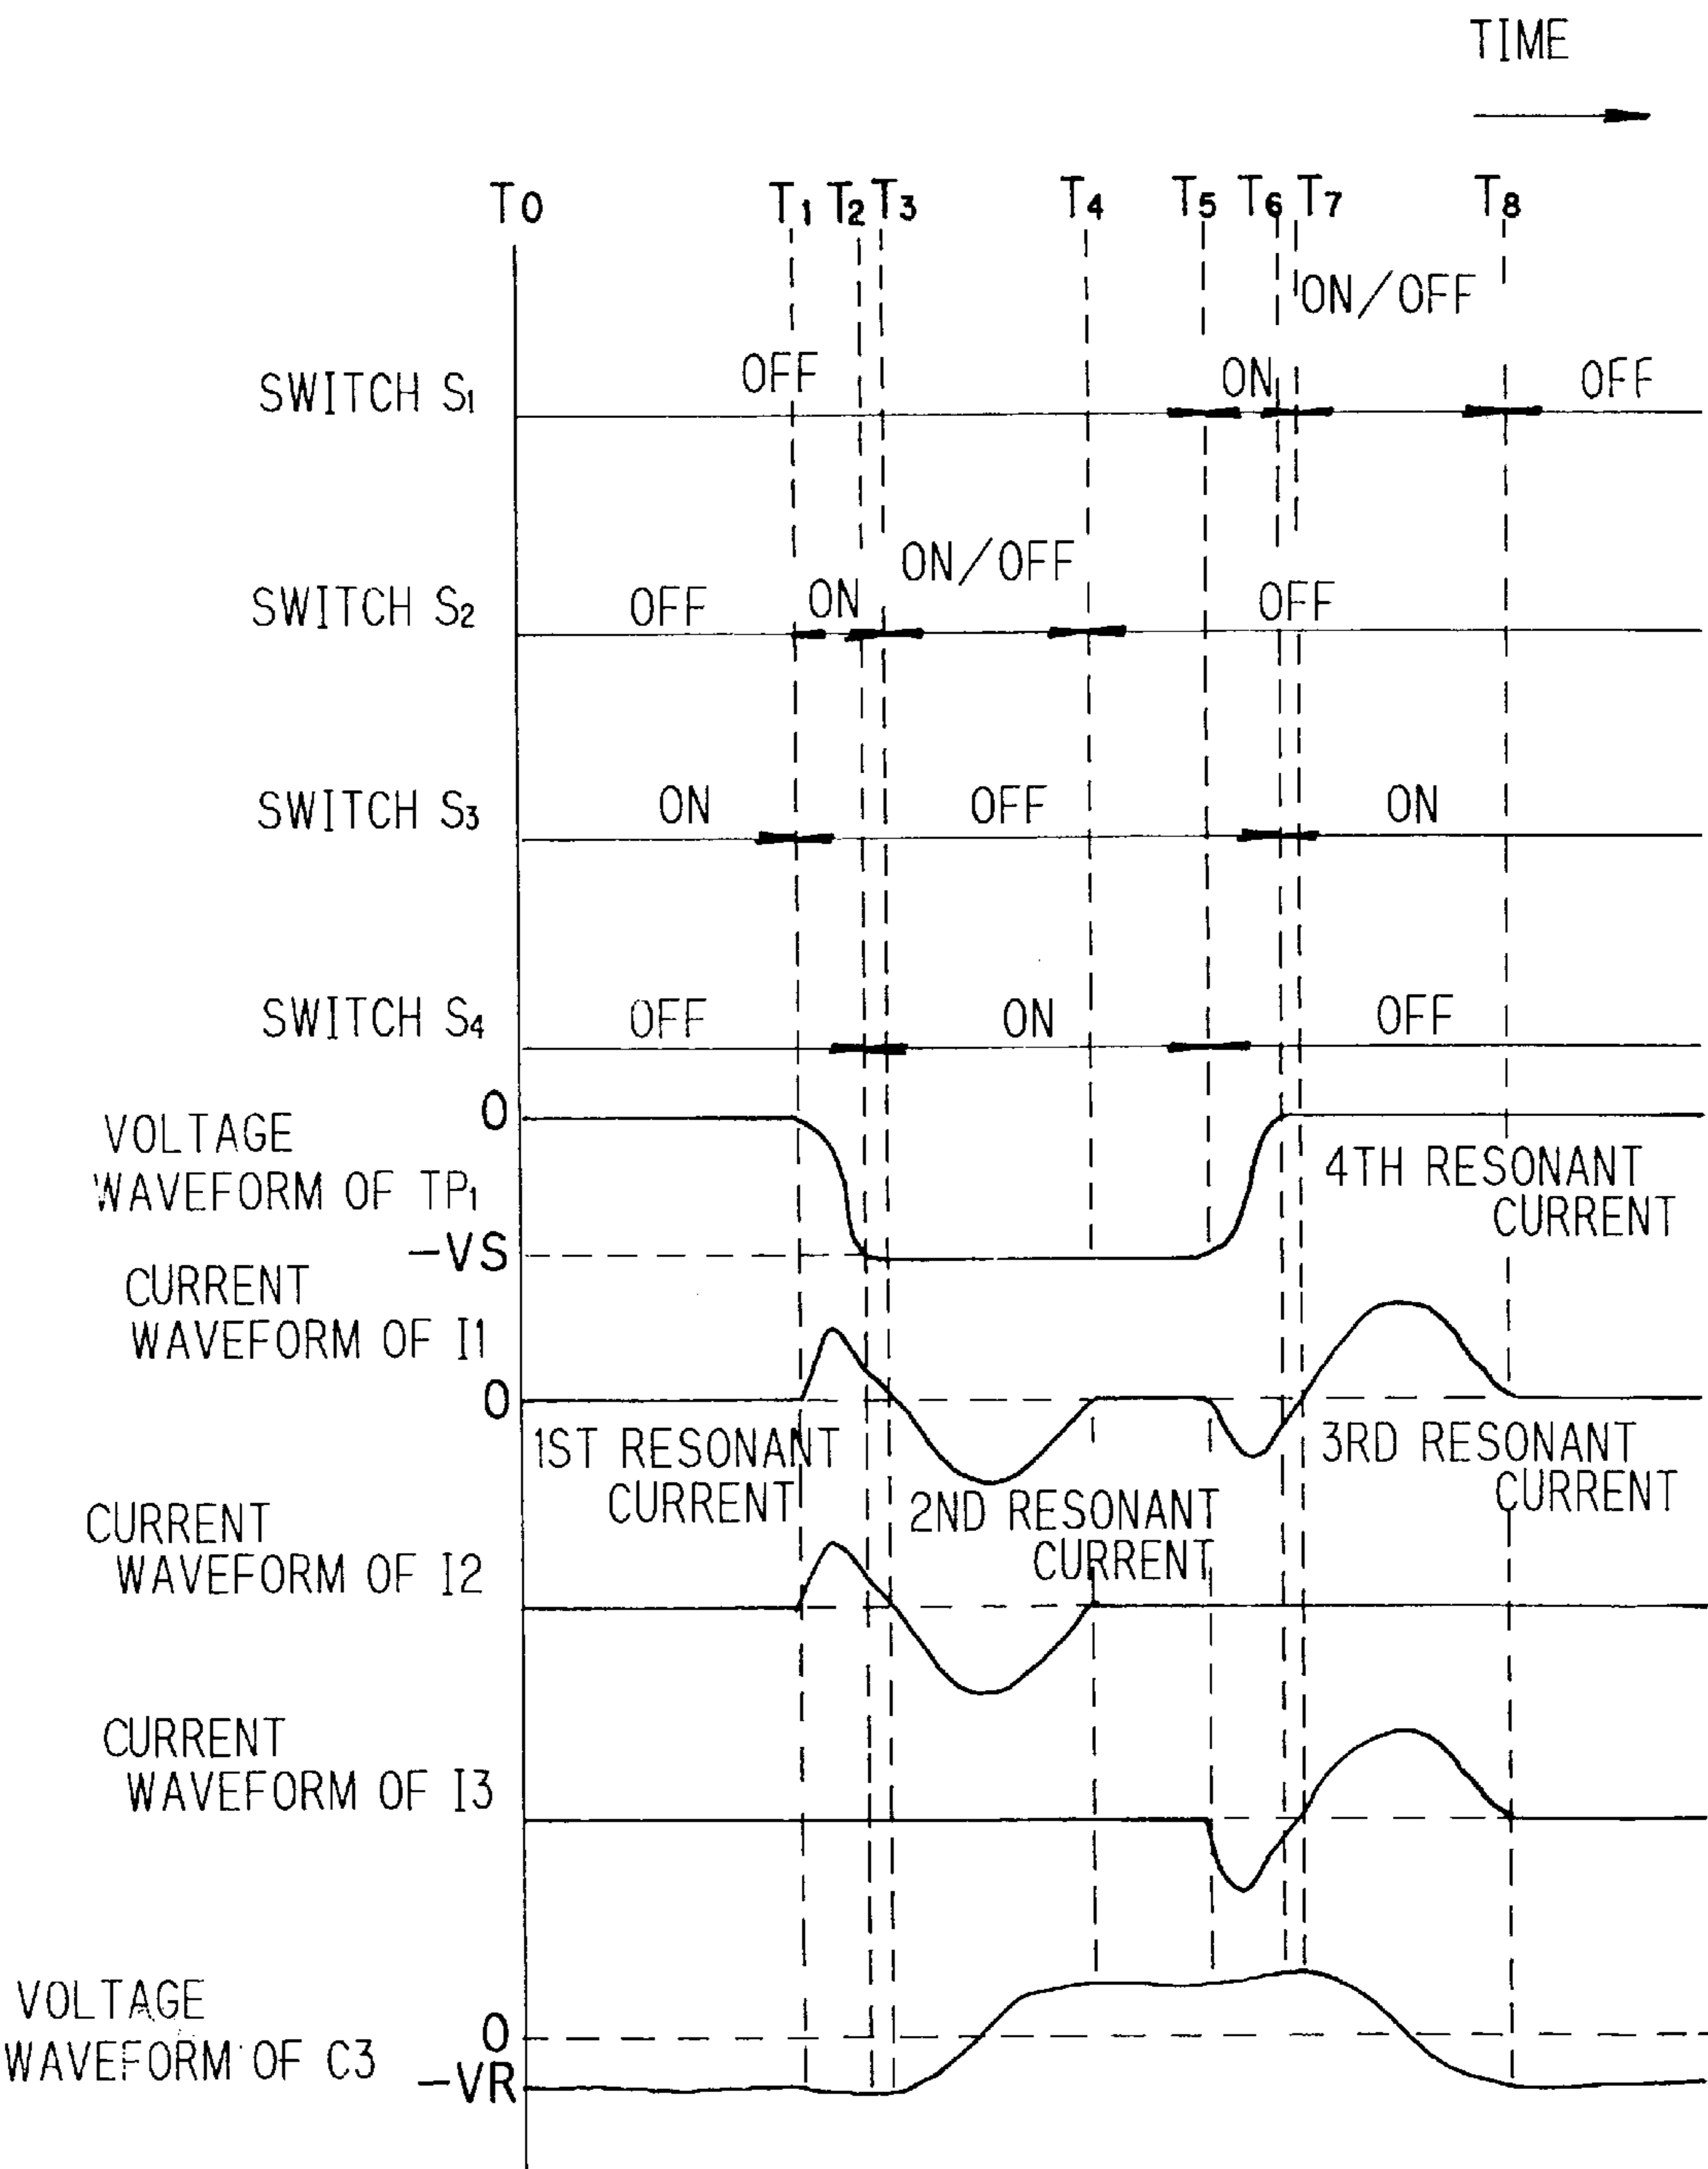 TIME
T0 T1 T2 T3 T4 T5 T6 T7 T8
ON/OFF
SWITCH S1 OFF ON OFF
ON/OFF
SWITCH S2 OFF ON OFF
SWITCH S3 ON OFF ON
SWITCH S4 OFF ON OFF
0
VOLTAGE
WAVEFORM OF TP1
-VS
4TH RESONANT
CURRENT
CURRENT
WAVEFORM OF I1
0
1ST RESONANT
CURRENT
2ND RESONANT
CURRENT
3RD RESONANT
CURRENT
CURRENT
WAVEFORM OF I2
CURRENT
WAVEFORM OF I3
VOLTAGE
WAVEFORM OF C3
0
-VR